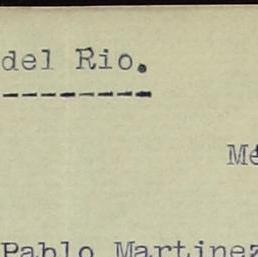 del Rio.
---------
Mé
Pablo Martinez